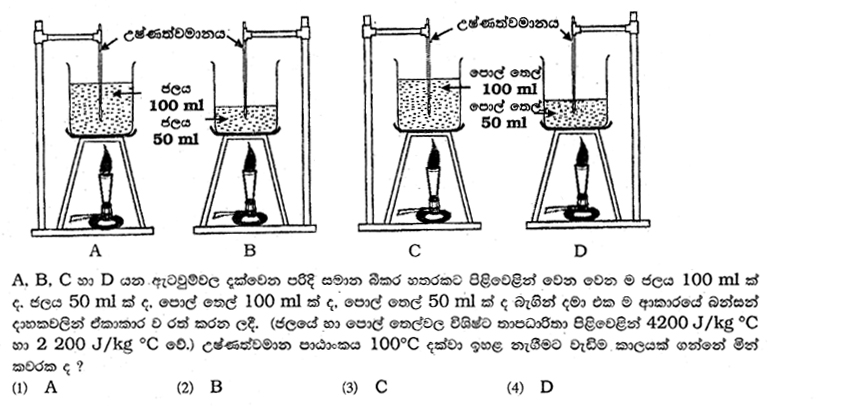 උෂ්ණත්වමානය
උෂ්ණත්වමානය
ජලය
100 ml
ජලය
50 ml
පොල් තෙල්
100 ml
පොල් තෙල්
50 ml
A B C D
A, B, C හා D යන ඇටවුම්වල දැක්වෙන පරිදි සමාන බීකර හතරකට පිළිවෙළින් වෙන වෙන ම ජලය 100 ml ක්
ද, ජලය 50 ml ක් ද, පොල් තෙල් 100 ml ක් ද, පොල් තෙල් 50 ml ක් ද බැගින් දමා එක ම ආකාරයේ බන්සන්
දාහකවලින් ඒකාකාර ව රත් කරන ලදී. (ජලයේ හා පොල් තෙල්වල විශිෂ්ට තාපධාරිතා පිළිවෙළින් 4200 J/kg °C
හා 2 200 J/kg °C වේ.) උෂ්ණත්වමාන පාඨාංකය 100°C දක්වා ඉහළ නැගීමට වැඩිම කාලයක් ගන්නේ මින්
කවරක ද ?
(1) A (2) B (3) C (4) D